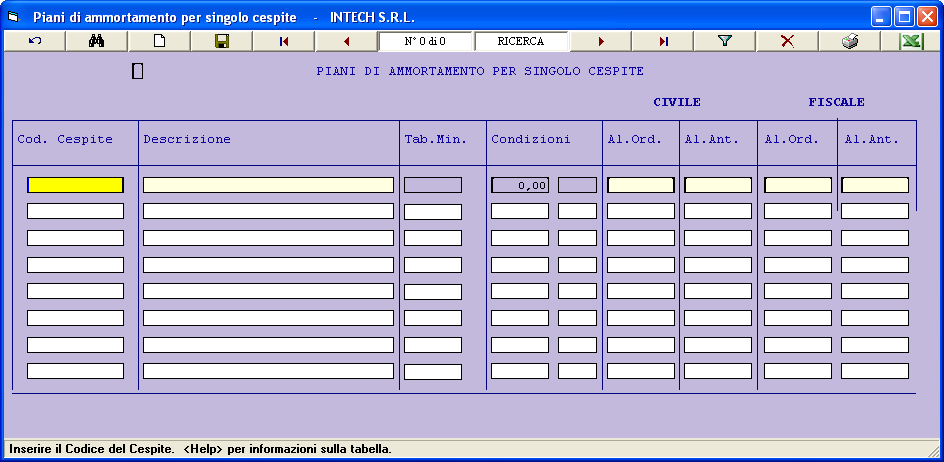 Piani di ammortamento per singolo cespite - INTECH S.R.L.
N° 0 di 0 RICERCA
PIANI DI AMMORTAMENTO PER SINGOLO CESPITE
CIVILE FISCALE
Cod. Cespite Descrizione Tab.Min. Condizioni Al.Ord. Al.Ant. Al.Ord. Al.Ant.
0,00
Inserire il Codice del Cespite. <Help> per informazioni sulla tabella.